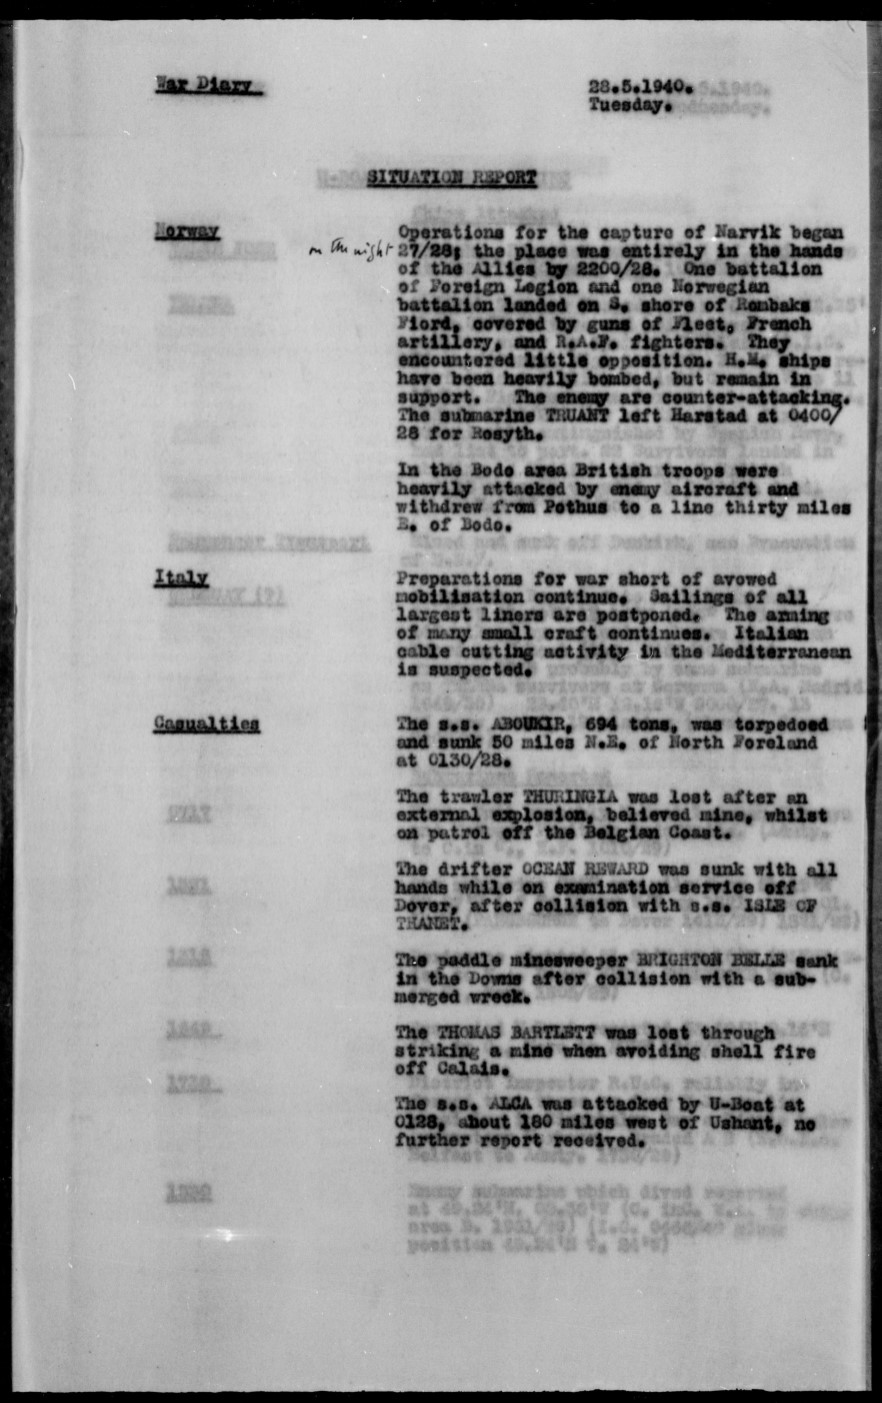 War Diary
28.5.1940.
Tuesday.
SITUATION REPORT
Norway
Operations for the capture of Narvik began
on the night 27/28; the place was entirely in the hands
of the Allies by 2200/28. One battalion
of Foreign Legion and one Norwegian
battalion landed on S. shore of Rombaks
Fiord, covered by guns of Fleet, French
artillery, and R.A.F. fighters. They
encountered little opposition. H.M. ships
have been heavily bombed, but remain in
support. The enemy are counter-attacking.
The submarine TRUANT left Harstad at 0400/
28 for Rosyth.
In the Bodo area British troops were
heavily attacked by enemy aircraft and
withdrew from Pothus to a line thirty miles
E. of Bodo.
Italy
Preparations for war short of avowed
mobilisation continue. Sailings of all
largest liners are postponed. The arming
of many small craft continues. Italian
cable cutting activity in the Mediterranean
is suspected.
Casualties
The s.s. ABOUKIR, 694 tons, was torpedoed
and sunk 50 miles N.E. of North Foreland
at 0130/28.
The trawler THURINGIA was lost after an
external explosion, believed mine, whilst
on patrol off the Belgian Coast.
The drifter OCEAN REWARD was sunk with all
hands while on examination service off
Dover, after collision with s.s. ISLE OF
THANET.
The paddle minesweeper BRIGHTON BELLE sank
in the Downs after collision with a sub-
merged wreck.
The THOMAS BARTLETT was lost through
striking a mine when avoiding shell fire
off Calais.
The s.s. ALCA was attacked by U-Boat at
0128, about 180 miles west of Ushant, no
further report received.